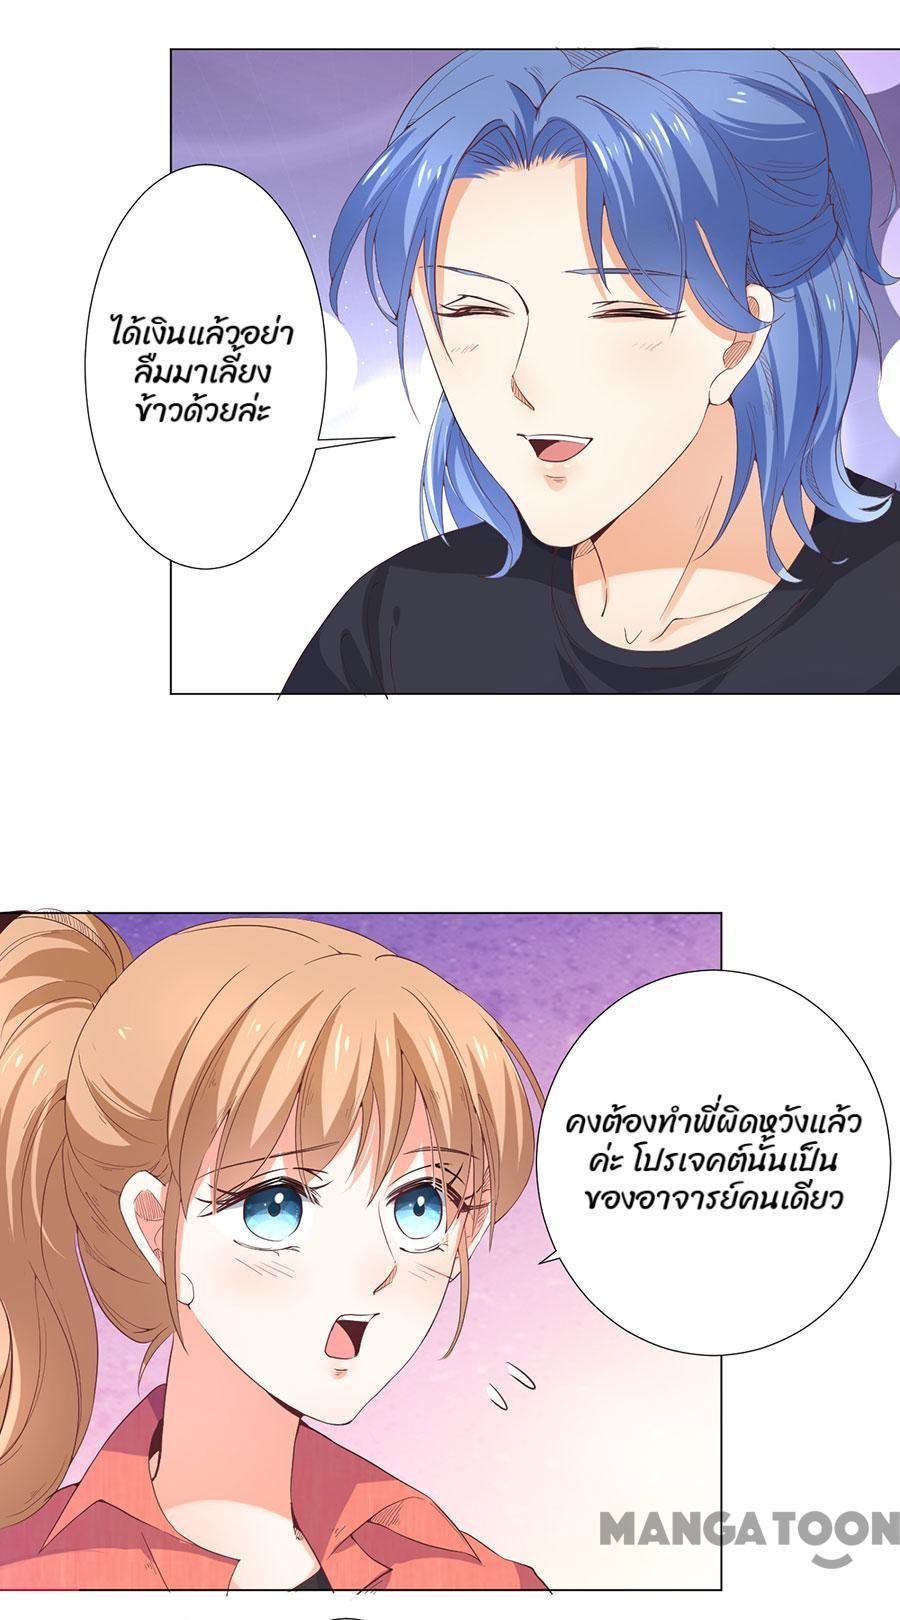 ได้เงินแล้วอย่า
ลืมมาเลี้ยง
ข้าวด้วยล่ะ
คงต้องทำพี่ผิดหวังแล้ว
ค่ะ โปรเจคต์นั้นเป็น
ของอาจารย์คนเดียว
MANGATOON